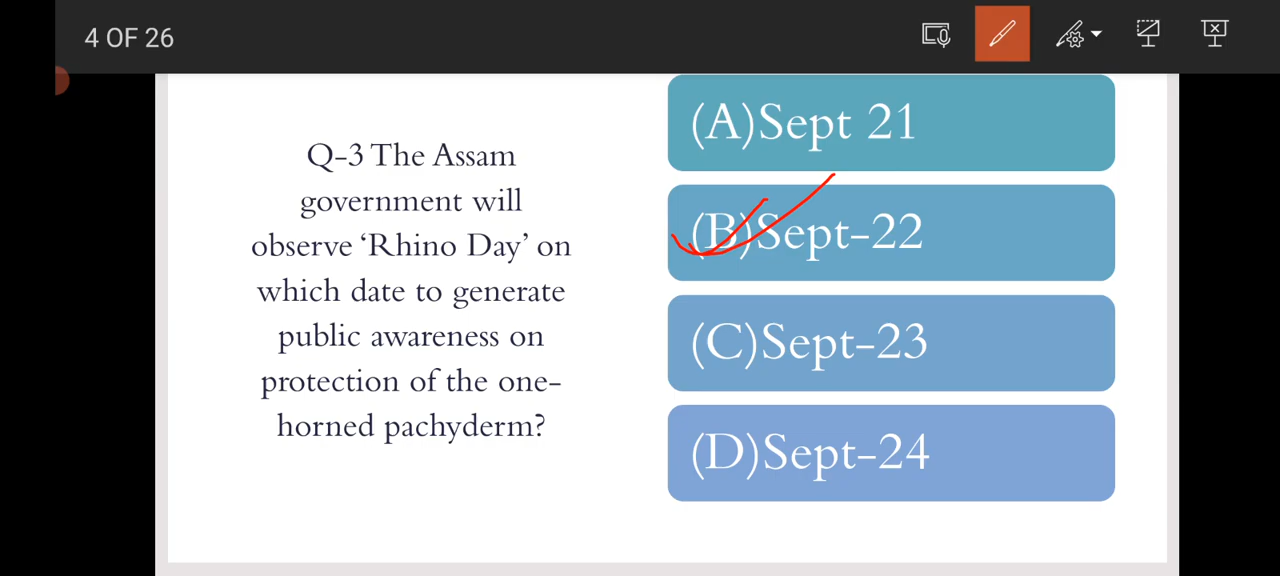 4 OF 26
Q-3 The Assam
government will
observe ‘Rhino Day’ on
which date to generate
public awareness on
protection of the one-
horned pachyderm?
(A)Sept 21
(B)Sept-22
(C)Sept-23
(D)Sept-24